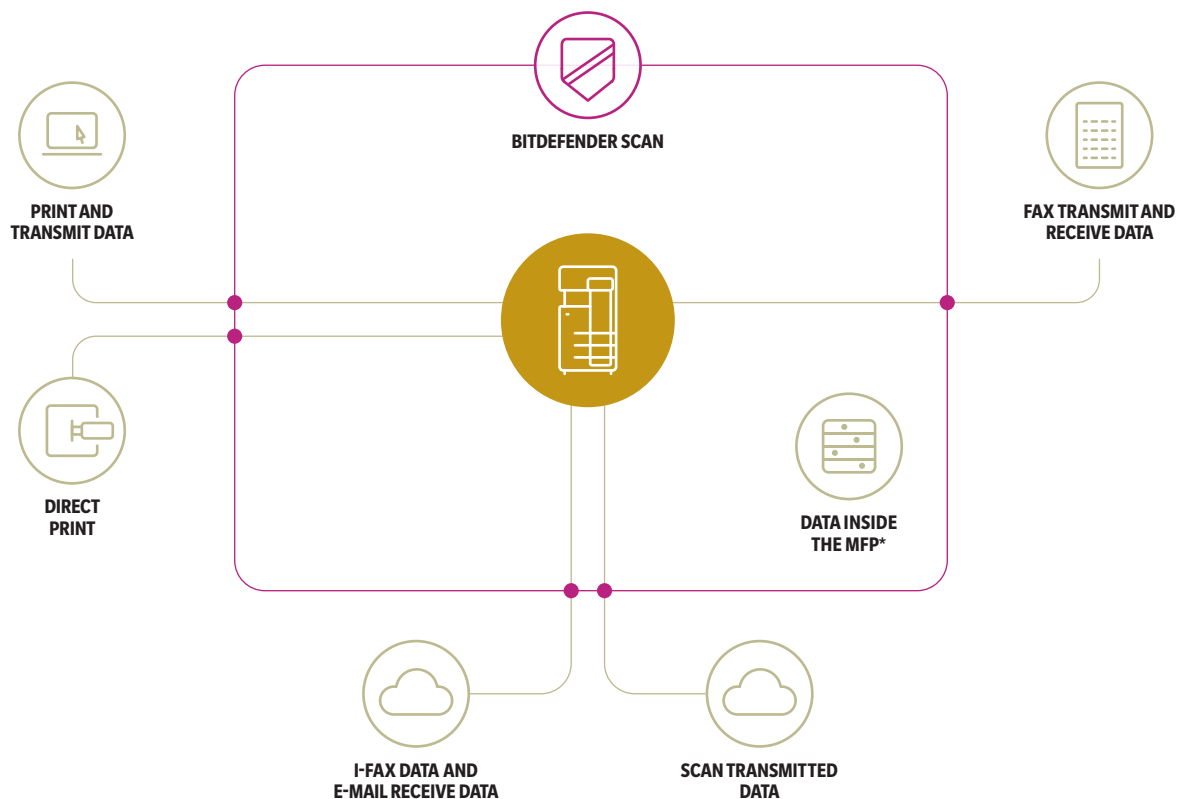 BITDEFENDER SCAN
PRINT AND
TRANSMIT DATA
FAX TRANSMIT AND
RECEIVE DATA
DIRECT
PRINT
DATA INSIDE
THE MFP*
I-FAX DATA AND
E-MAIL RECEIVE DATA
SCAN TRANSMITTED
DATA